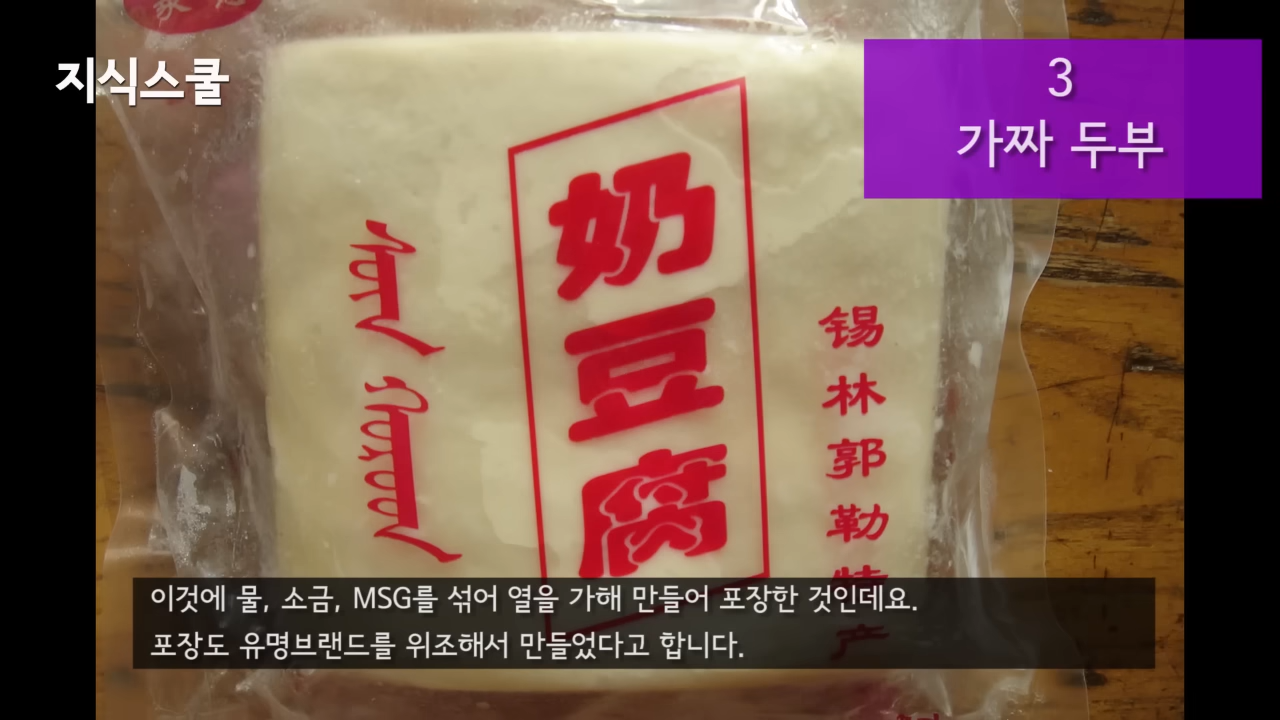 지식스쿨
3
가짜 두부
奶豆腐
锡林郭勒特产
이것에 물, 소금, MSG를 섞어 열을 가해 만들어 포장한 것인데요.
포장도 유명브랜드를 위조해서 만들었다고 합니다.